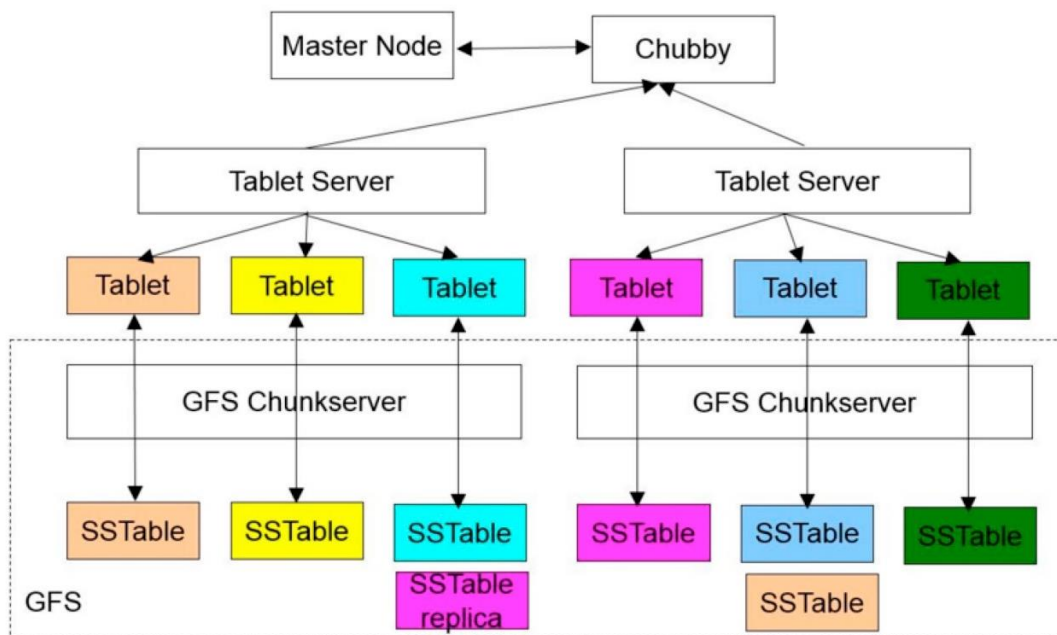 Master Node
Chubby
Tablet Server
Tablet Server
Tablet
Tablet
Tablet
Tablet
Tablet
Tablet
GFS Chunkserver
GFS Chunkserver
SSTable
SSTable
SSTable
SSTable
SSTable
SSTable
GFS
SSTable
replica
SSTable